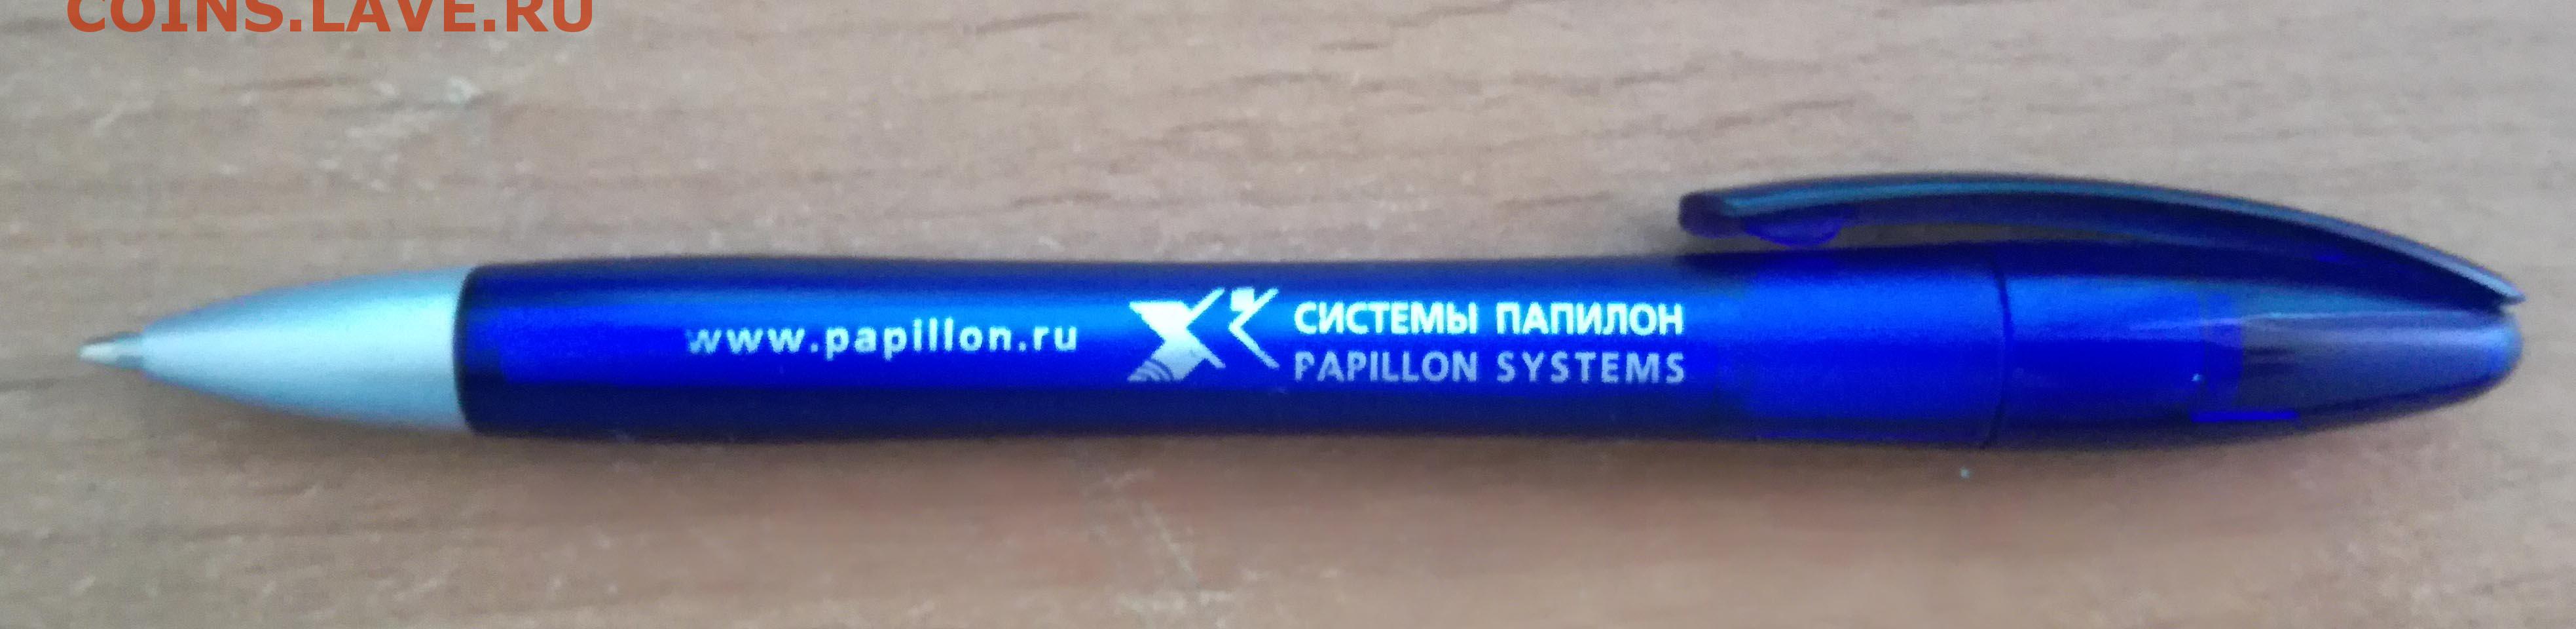 COINS.LAVE.RU
www.papillon.ru
СИСТЕМЫ ПАПИЛОН
PAPILLON SYSTEMS